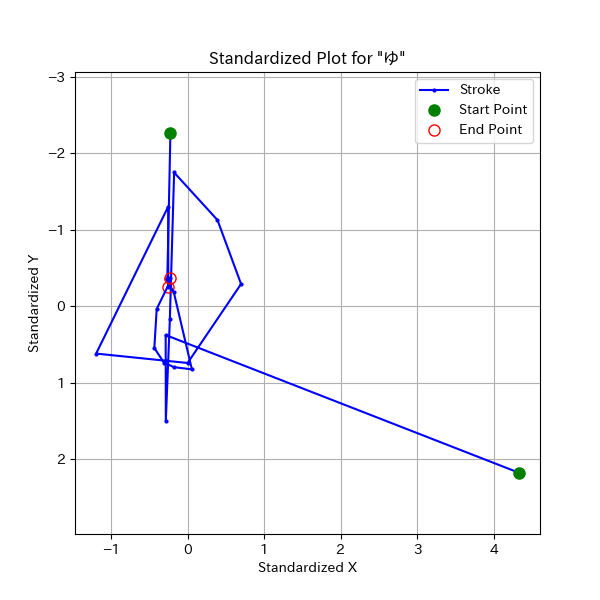 Standardized Plot for "ゆ"
Stroke
Start Point
End Point
−3
−2
−1
0
1
2
Standardized Y
−1 0 1 2 3 4
Standardized X